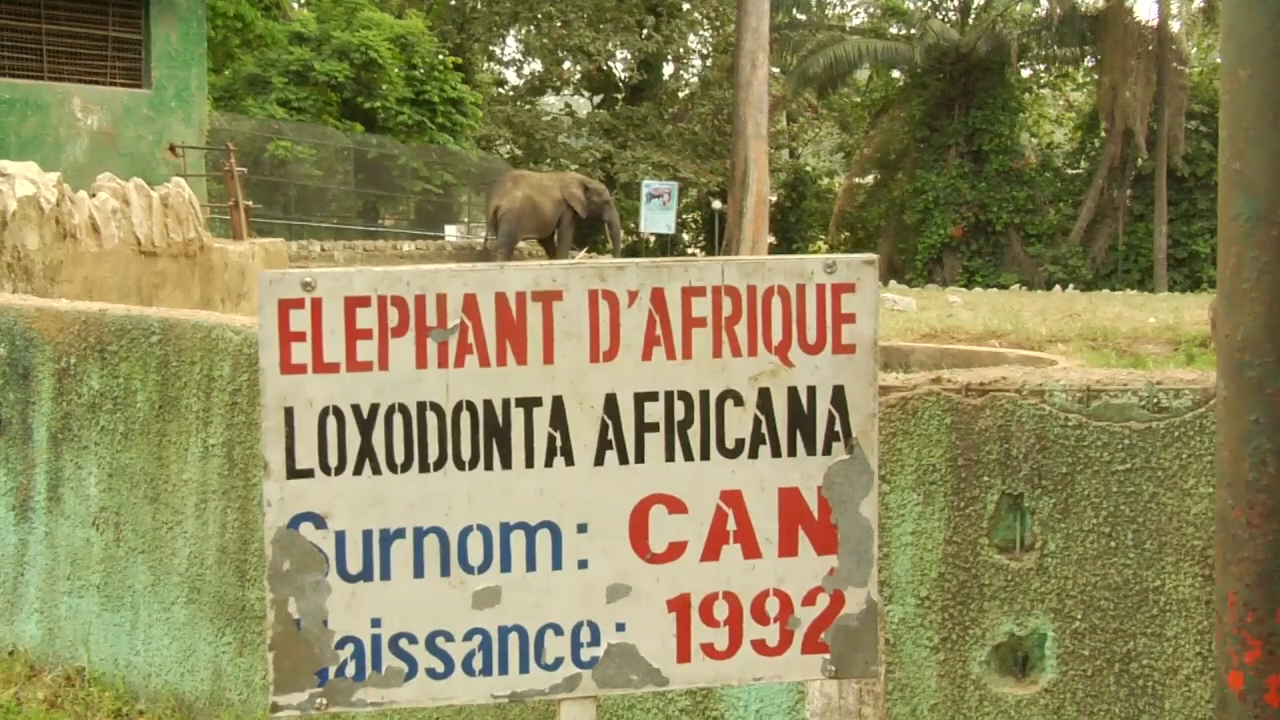 ELEPHANT D'AFRIQUE
LOXODONTA AFRICANA
Surnom: CAN
Naissance: 1992